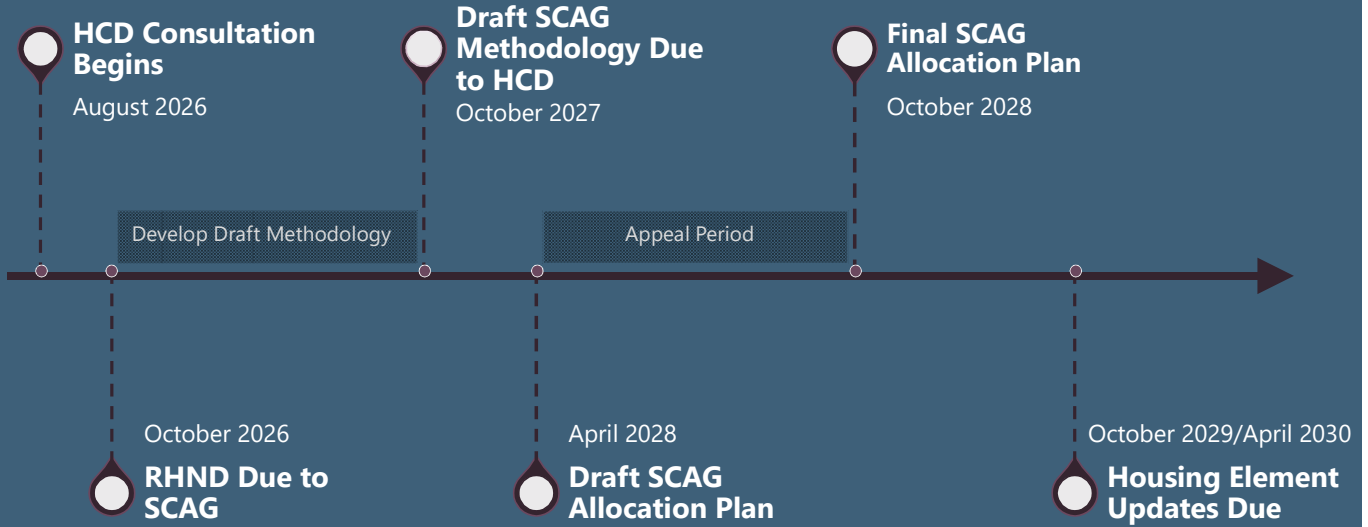 HCD Consultation
Begins
August 2026
Draft SCAG
Methodology Due
to HCD
October 2027
Final SCAG
Allocation Plan
October 2028
Develop Draft Methodology
Appeal Period
October 2026
RHND Due to
SCAG
April 2028
Draft SCAG
Allocation Plan
October 2029/April 2030
Housing Element
Updates Due